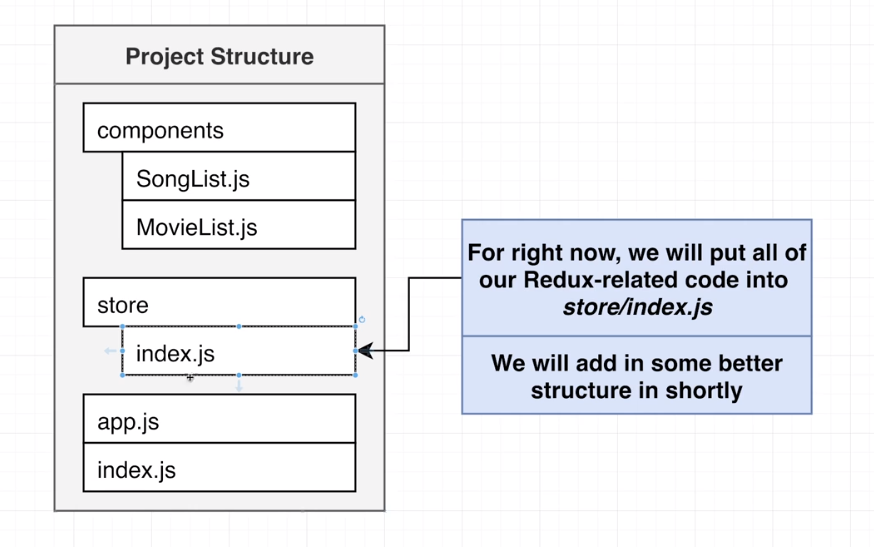 Project Structure
components
SongList.js
MovieList.js
store
index.js
app.js
index.js
For right now, we will put all of
our Redux-related code into
store/index.js
We will add in some better
structure in shortly